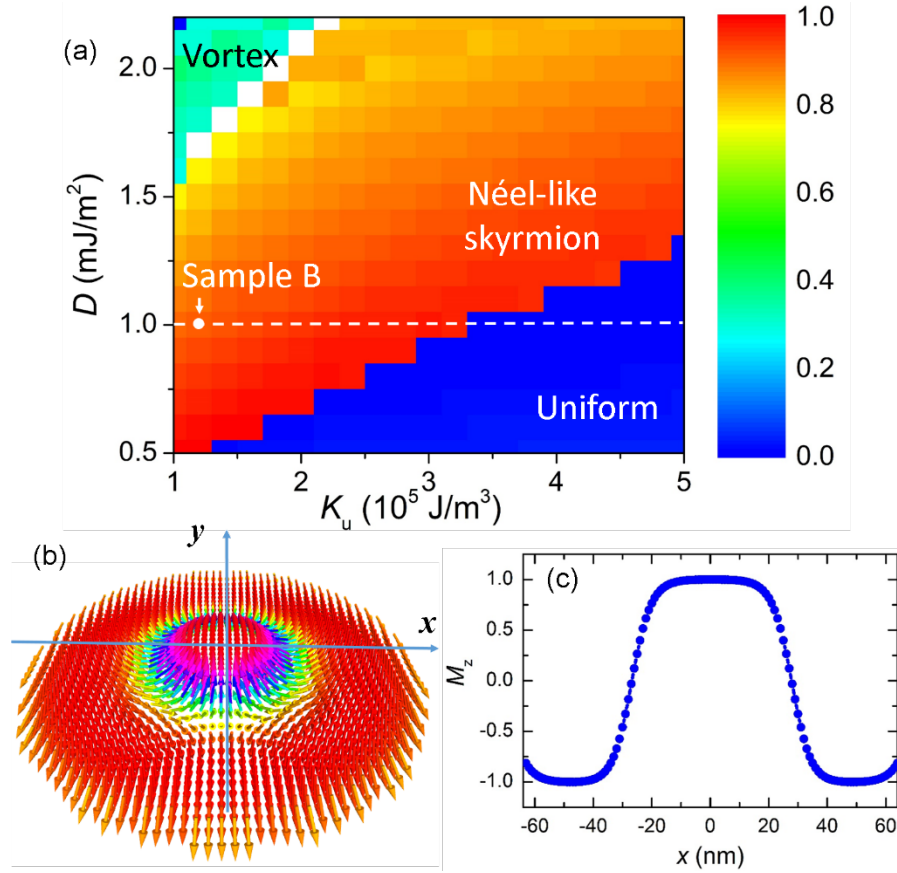 (a)
Vortex
Néel-like
skyrmion
Sample B
Uniform
D (mJ/m²)
2.0
1.5
1.0
0.5
1 2 3 4 5
Kᵤ (10⁵ J/m³)
1.0
0.8
0.6
0.4
0.2
0.0
(b)
y
x
(c)
M_z
1.0
0.5
0.0
-0.5
-1.0
-60 -40 -20 0 20 40 60
x (nm)